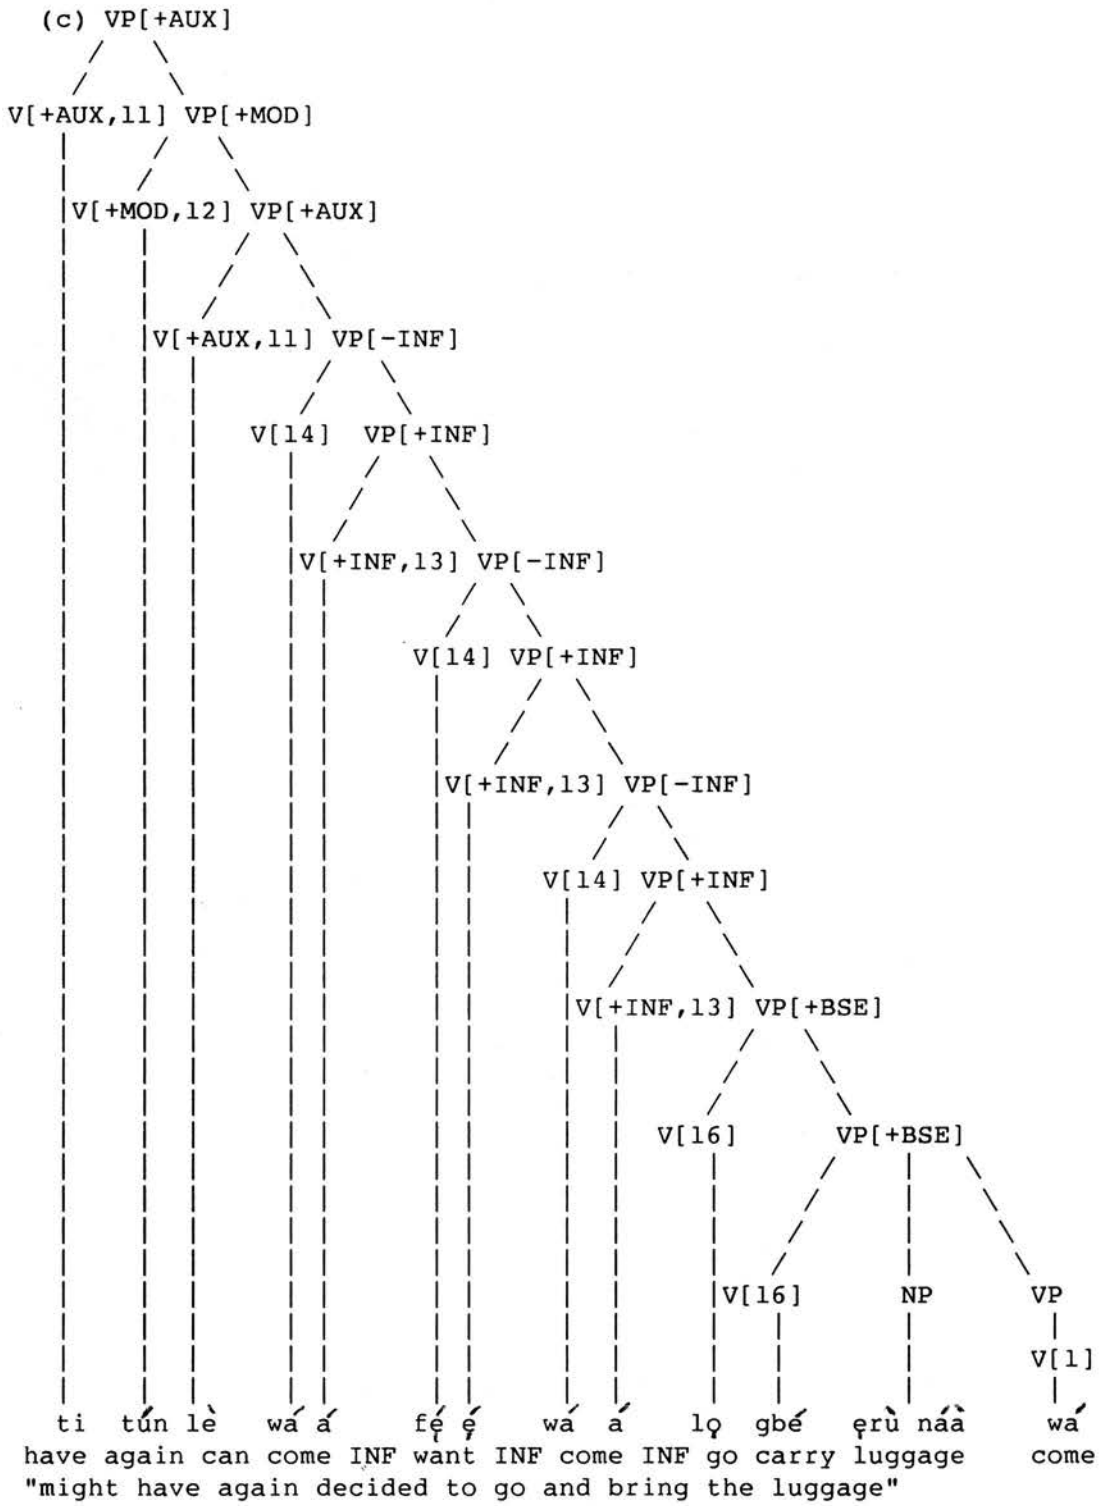 (c) VP[+AUX]
V[+AUX,11] VP[+MOD]
V[+MOD,12] VP[+AUX]
V[+AUX,11] VP[-INF]
V[14] VP[+INF]
V[+INF,13] VP[-INF]
V[14] VP[+INF]
V[+INF,13] VP[-INF]
V[14] VP[+INF]
V[+INF,13] VP[+BSE]
V[16] VP[+BSE]
V[16] NP VP
V[1]
ti tún lè wá á fẹ́ ẹ́ wá á lọ gbé ẹrù náà wá
have again can come INF want INF come INF go carry luggage come
"might have again decided to go and bring the luggage"